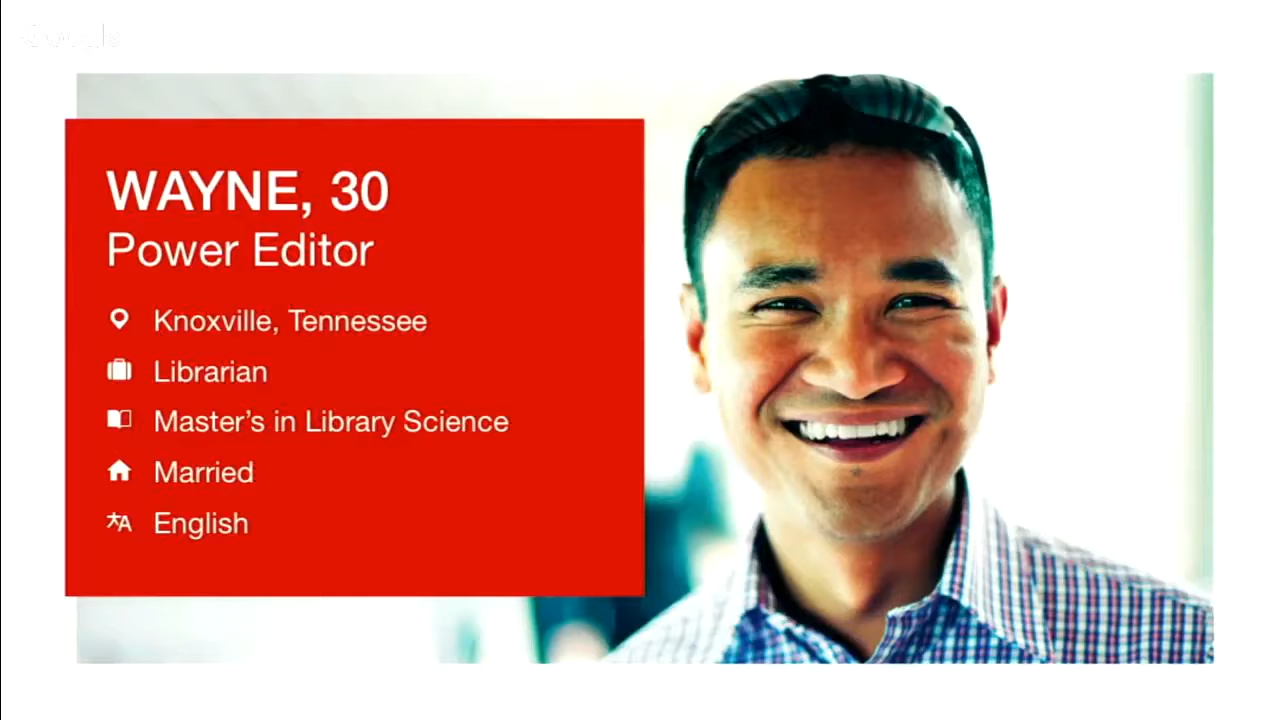 WAYNE, 30
Power Editor
Knoxville, Tennessee
Librarian
Master's in Library Science
Married
English